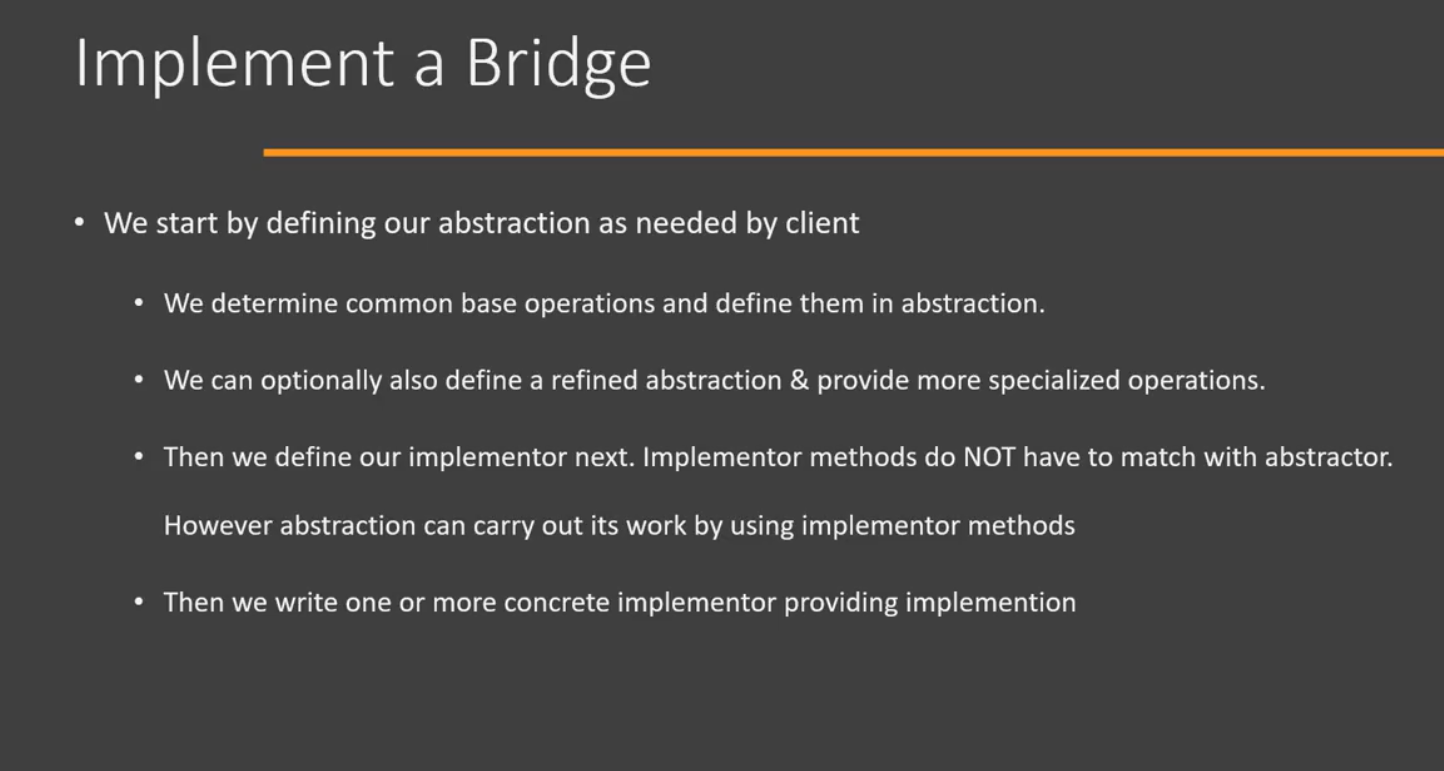 Implement a Bridge
• We start by defining our abstraction as needed by client
• We determine common base operations and define them in abstraction.
• We can optionally also define a refined abstraction & provide more specialized operations.
• Then we define our implementor next. Implementor methods do NOT have to match with abstractor.
However abstraction can carry out its work by using implementor methods
• Then we write one or more concrete implementor providing implemention